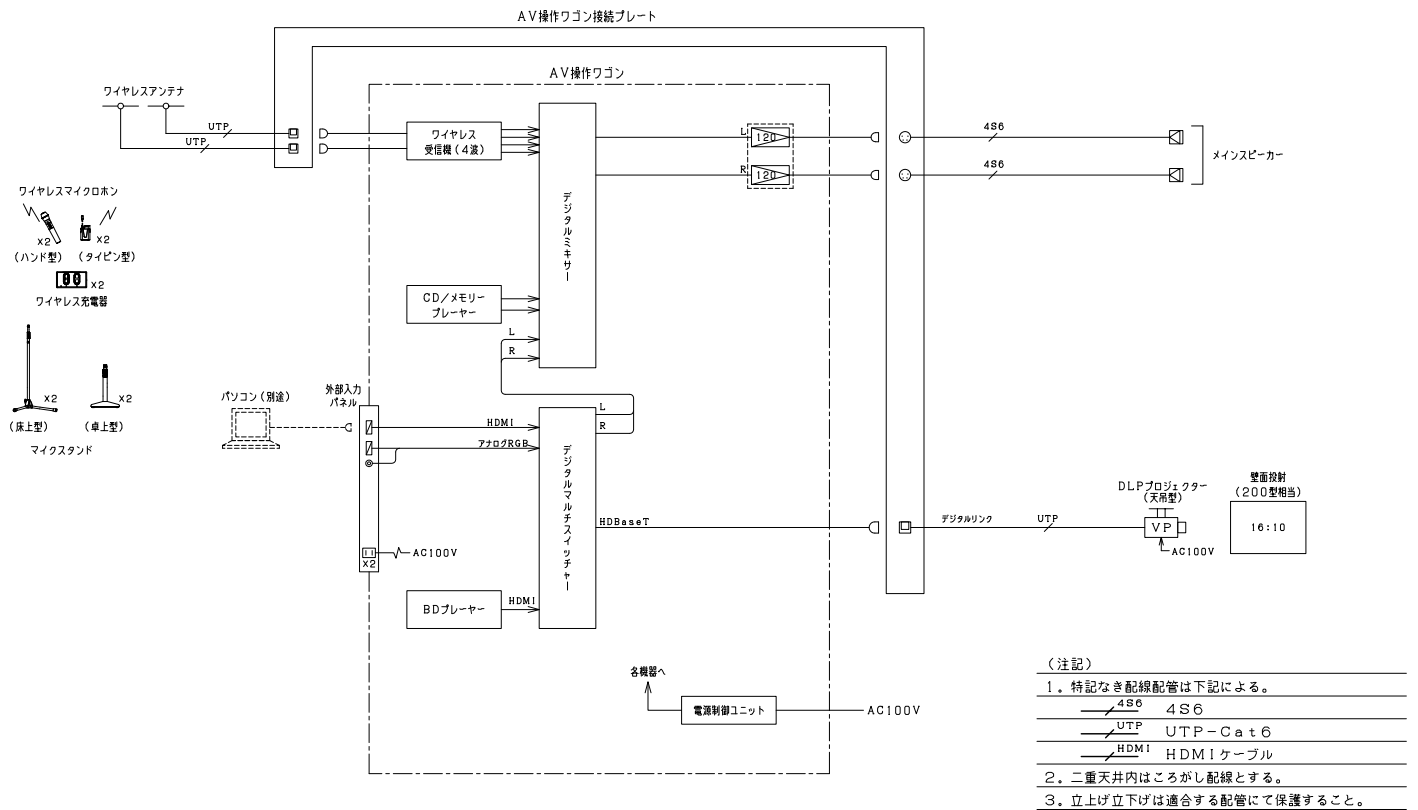 AV操作ワゴン接続プレート
AV操作ワゴン
ワイヤレスアンテナ
UTP
UTP
ワイヤレス
受信機(4波)
L
120
4S6
R
120
4S6
メインスピーカー
ワイヤレスマイクロホン
x2
x2
(ハンド型)
(タイピン型)
x2
ワイヤレス充電器
デジタルミキサー
CD/メモリー
プレーヤー
L
R
x2
x2
(床上型)
(卓上型)
マイクスタンド
パソコン(別途)
外部入力
パネル
HDMI
アナログRGB
L
R
デジタルマルチスイッチャー
HDBaseT
デジタルリンク
UTP
DLPプロジェクター
(天吊型)
VP
AC100V
壁面投射
(200型相当)
16:10
AC100V
X2
BDプレーヤー
HDMI
各機器へ
電源制御ユニット
AC100V
(注記)
1。特記なき配線配管は下記による。
4S6 4S6
UTP UTP-Cat6
HDMI HDMIケーブル
2。二重天井内はころがし配線とする。
3。立上げ立下げは適合する配管にて保護すること。